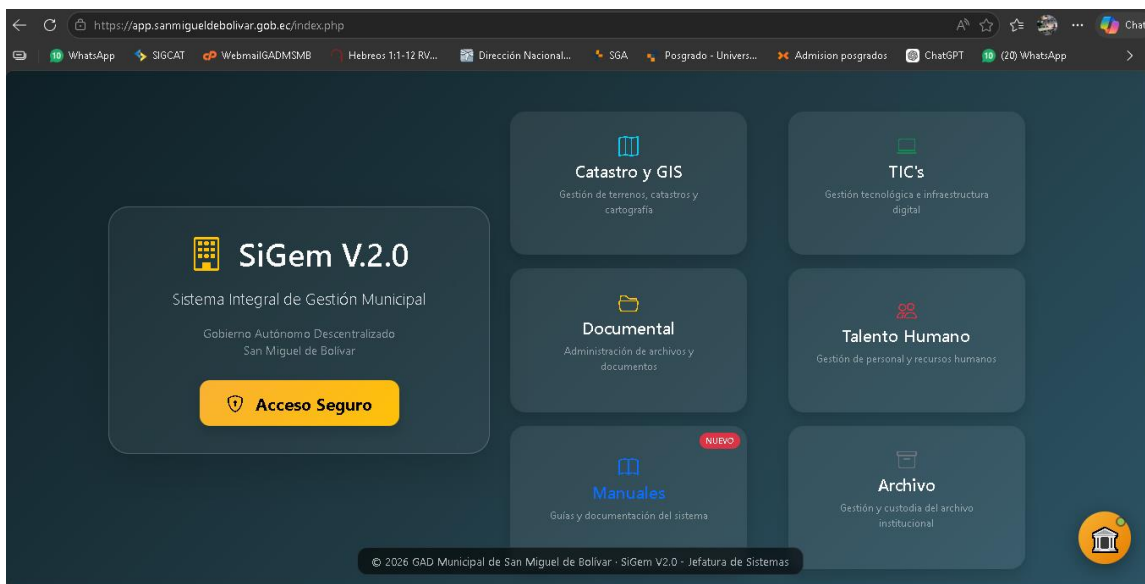 https://app.sanmigueldebolivar.gob.ec/index.php
Chat
10 WhatsApp
SIGCAT
cP WebmailGADMSMB
Hebreos 1:1-12 RV...
Dirección Nacional...
SGA
Posgrado - Univers...
Admision posgrados
ChatGPT
10 (20) WhatsApp
SiGem V.2.0
Sistema Integral de Gestión Municipal
Gobierno Autónomo Descentralizado
San Miguel de Bolívar
Acceso Seguro
Catastro y GIS
Gestión de terrenos, catastros y
cartografía
TIC's
Gestión tecnológica e infraestructura
digital
Documental
Administración de archivos y
documentos
Talento Humano
Gestión de personal y recursos humanos
NUEVO
Manuales
Guías y documentación del sistema
Archivo
Gestión y custodia del archivo
institucional
© 2026 GAD Municipal de San Miguel de Bolívar · SiGem V2.0 - Jefatura de Sistemas